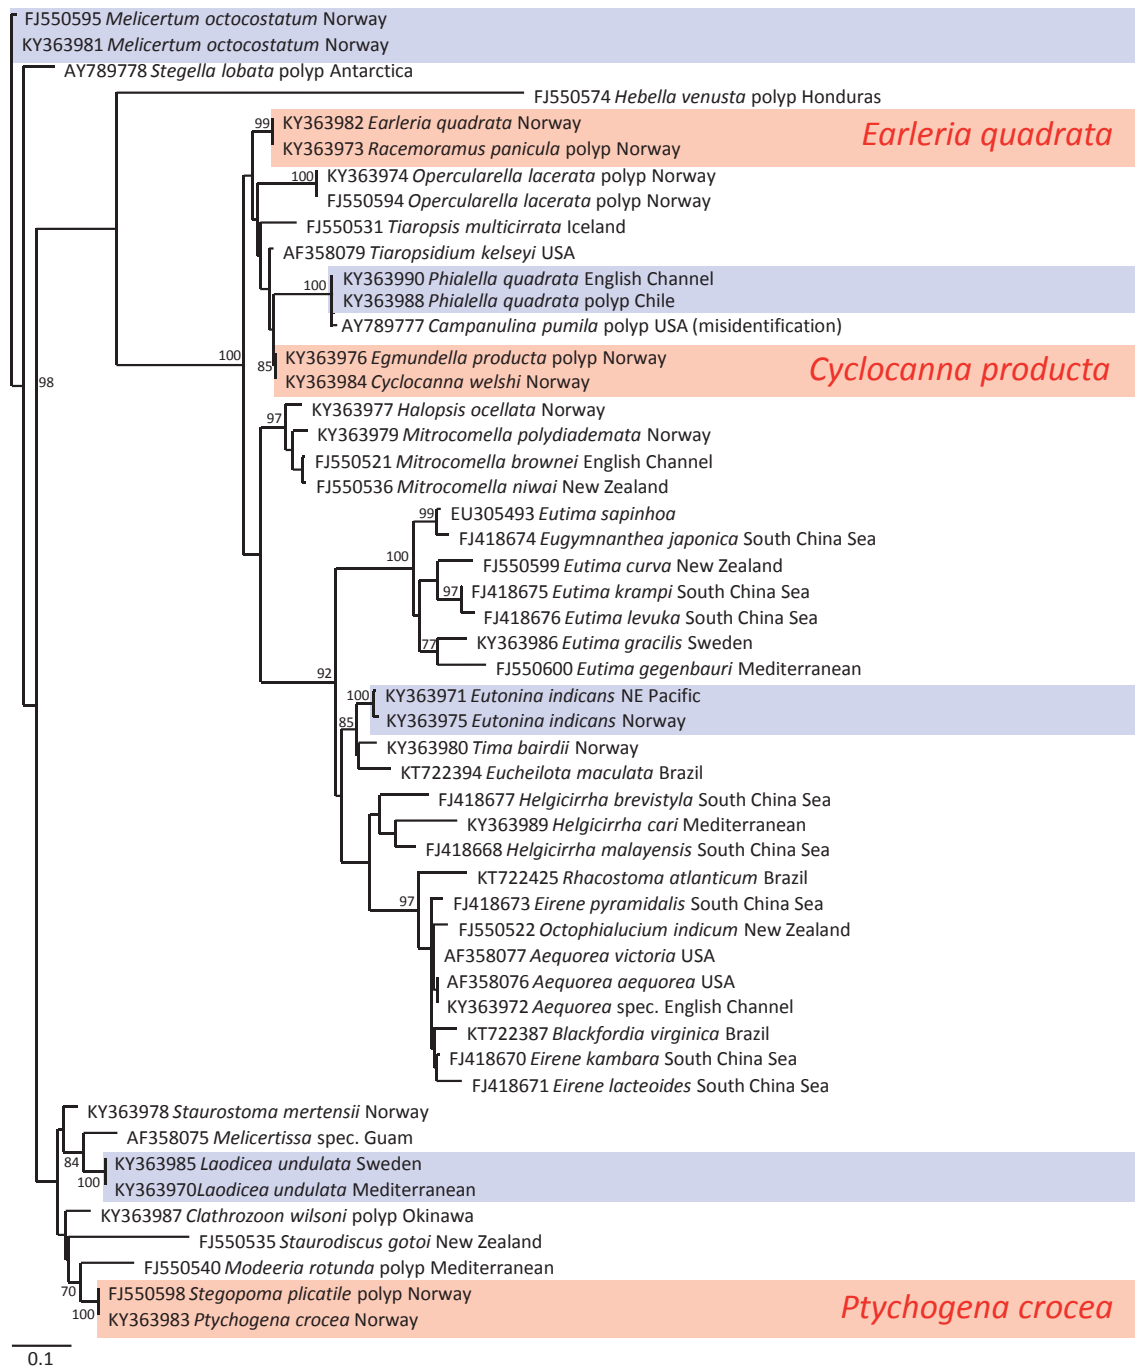 FJ550595 Melicertum octocostatum Norway
KY363981 Melicertum octocostatum Norway
AY789778 Stegella lobata polyp Antarctica
FJ550574 Hebella venusta polyp Honduras
99 KY363982 Earleria quadrata Norway
Earleria quadrata
KY363973 Racemoramus panicula polyp Norway
100 KY363974 Opercularella lacerata polyp Norway
FJ550594 Opercularella lacerata polyp Norway
FJ550531 Tiaropsis multicirrata Iceland
AF358079 Tiaropsidium kelseyi USA
KY363990 Phialella quadrata English Channel
100
KY363988 Phialella quadrata polyp Chile
AY789777 Campanulina pumila polyp USA (misidentification)
100
85
KY363976 Egmundella producta polyp Norway
Cyclocanna producta
KY363984 Cyclocanna welshi Norway
98
KY363977 Halopsis ocellata Norway
97
KY363979 Mitrocomella polydiademata Norway
FJ550521 Mitrocomella brownei English Channel
FJ550536 Mitrocomella niwai New Zealand
99 EU305493 Eutima sapinhoa
FJ418674 Eugymnanthea japonica South China Sea
100
FJ550599 Eutima curva New Zealand
97 FJ418675 Eutima krampi South China Sea
FJ418676 Eutima levuka South China Sea
77 KY363986 Eutima gracilis Sweden
FJ550600 Eutima gegenbauri Mediterranean
92
100 KY363971 Eutonina indicans NE Pacific
85 KY363975 Eutonina indicans Norway
KY363980 Tima bairdii Norway
KT722394 Eucheilota maculata Brazil
FJ418677 Helgicirrha brevistyla South China Sea
KY363989 Helgicirrha cari Mediterranean
FJ418668 Helgicirrha malayensis South China Sea
KT722425 Rhacostoma atlanticum Brazil
97 FJ418673 Eirene pyramidalis South China Sea
FJ550522 Octophialucium indicum New Zealand
AF358077 Aequorea victoria USA
AF358076 Aequorea aequorea USA
KY363972 Aequorea spec. English Channel
KT722387 Blackfordia virginica Brazil
FJ418670 Eirene kambara South China Sea
FJ418671 Eirene lacteoides South China Sea
KY363978 Staurostoma mertensii Norway
AF358075 Melicertissa spec. Guam
84 KY363985 Laodicea undulata Sweden
100 KY363970 Laodicea undulata Mediterranean
KY363987 Clathrozoon wilsoni polyp Okinawa
FJ550535 Staurodiscus gotoi New Zealand
FJ550540 Modeeria rotunda polyp Mediterranean
70 FJ550598 Stegopoma plicatile polyp Norway
Ptychogena crocea
100 KY363983 Ptychogena crocea Norway
0.1